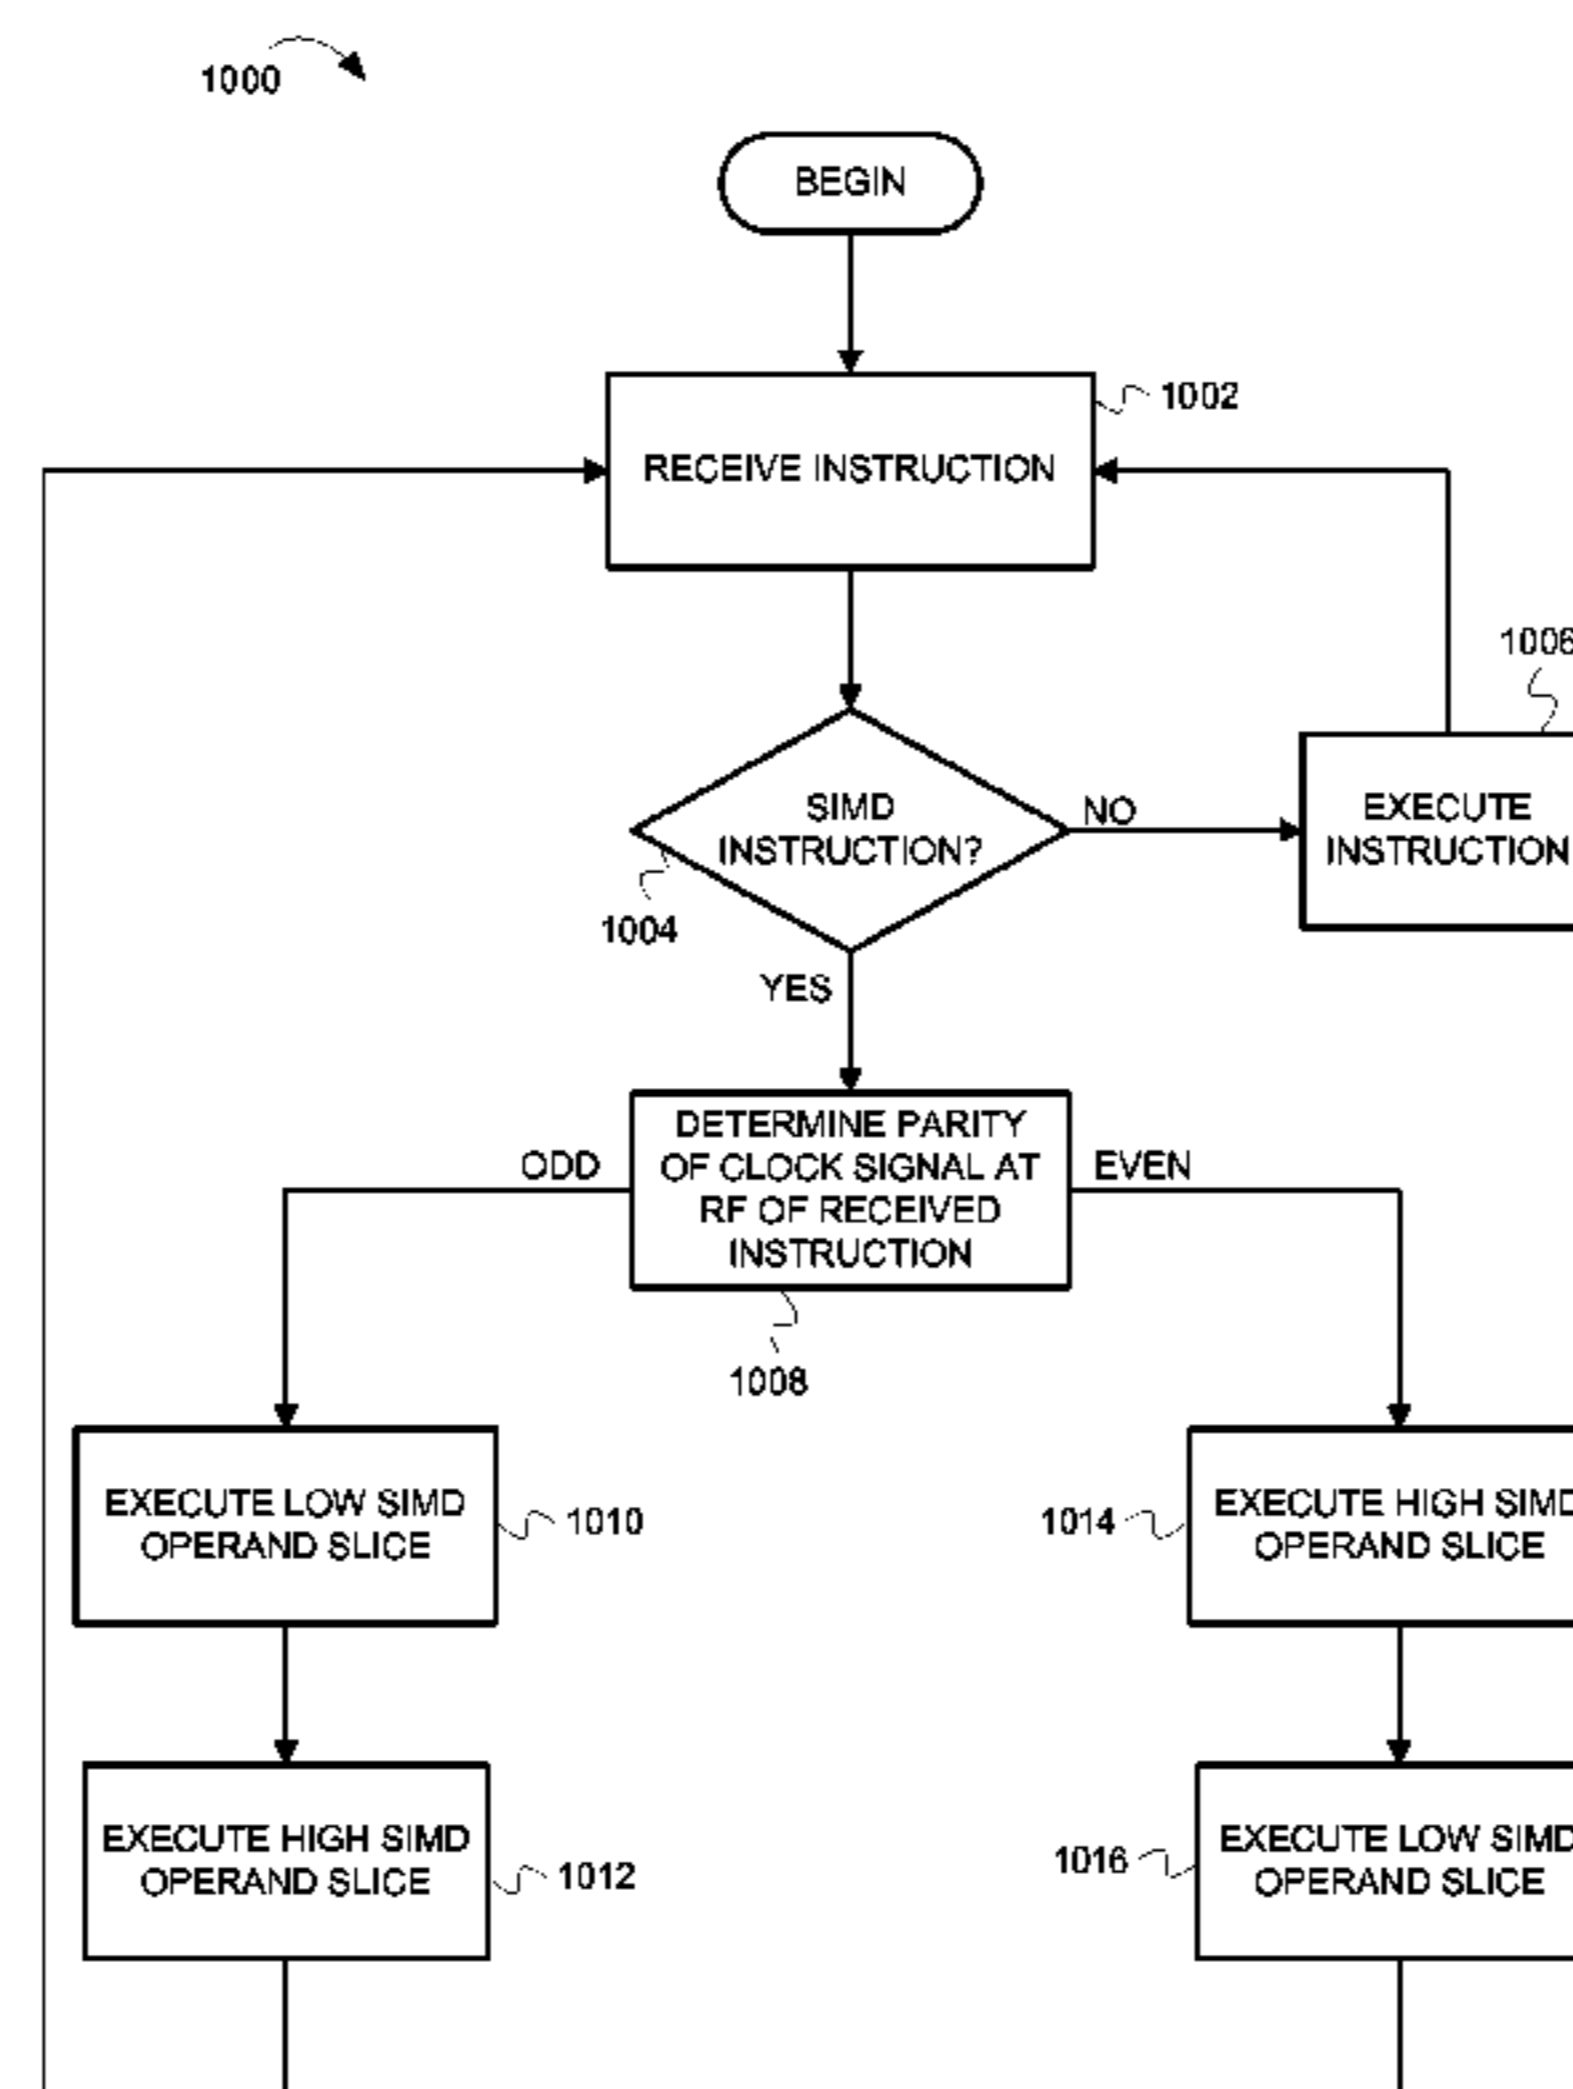 1000
BEGIN
1002
RECEIVE INSTRUCTION
1006
SIMD
INSTRUCTION?
NO
EXECUTE
INSTRUCTION
1004
YES
DETERMINE PARITY
OF CLOCK SIGNAL AT
RF OF RECEIVED
INSTRUCTION
ODD
EVEN
1008
EXECUTE LOW SIMD
OPERAND SLICE
1010
1014
EXECUTE HIGH SIMD
OPERAND SLICE
EXECUTE HIGH SIMD
OPERAND SLICE
1012
1016
EXECUTE LOW SIMD
OPERAND SLICE